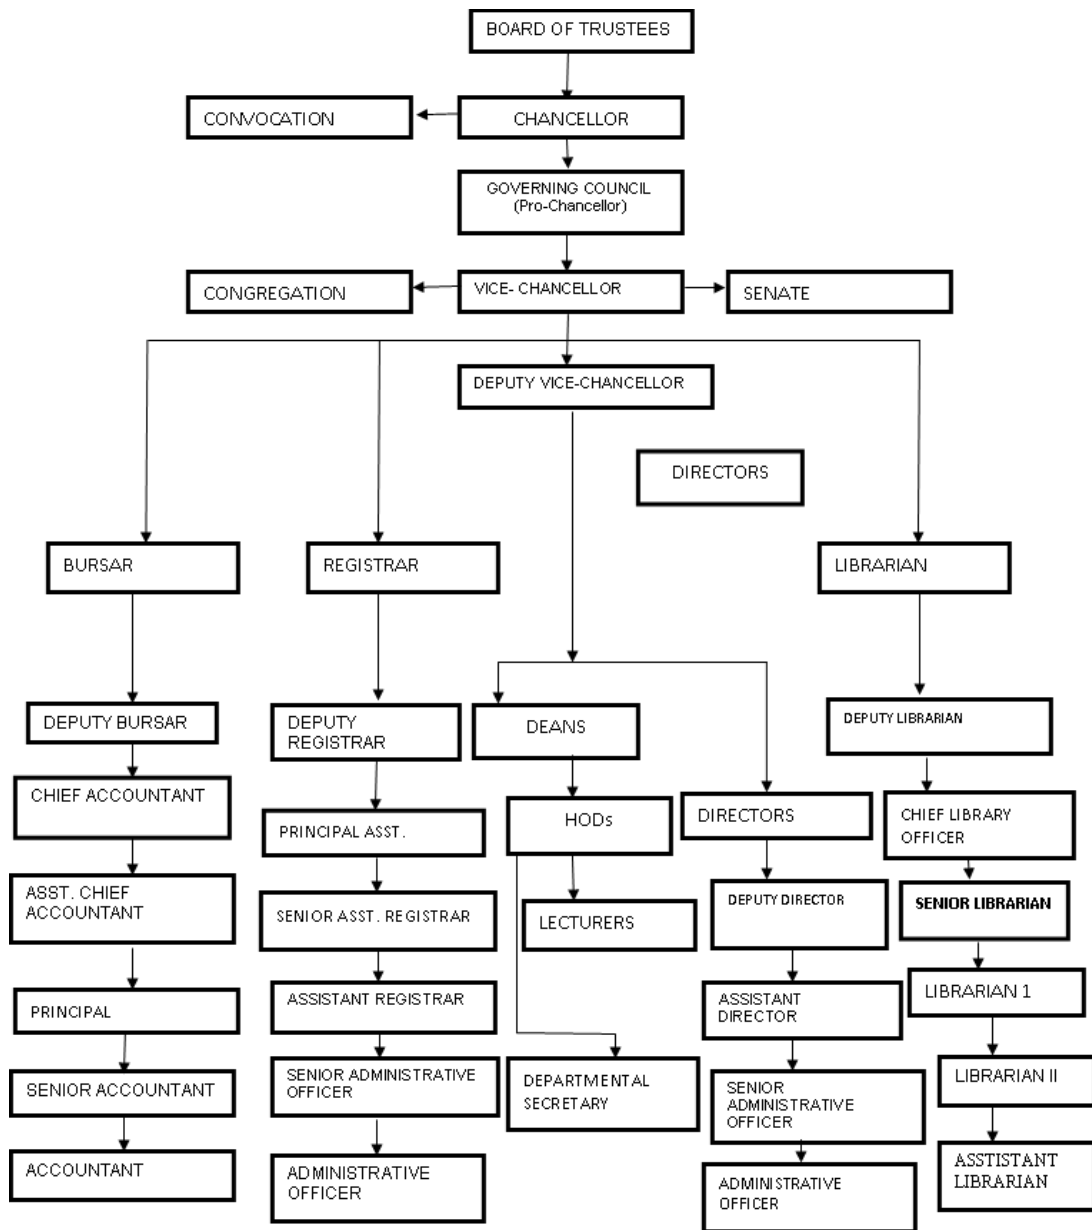 BOARD OF TRUSTEES
CONVOCATION
CHANCELLOR
GOVERNING COUNCIL
(Pro-Chancellor)
CONGREGATION
VICE- CHANCELLOR
SENATE
DEPUTY VICE-CHANCELLOR
DIRECTORS
BURSAR
REGISTRAR
LIBRARIAN
DEPUTY BURSAR
DEPUTY
REGISTRAR
DEANS
DEPUTY LIBRARIAN
CHIEF ACCOUNTANT
PRINCIPAL ASST.
HODs
DIRECTORS
CHIEF LIBRARY
OFFICER
ASST. CHIEF
ACCOUNTANT
SENIOR ASST. REGISTRAR
LECTURERS
DEPUTY DIRECTOR
SENIOR LIBRARIAN
PRINCIPAL
ASSISTANT REGISTRAR
ASSISTANT
DIRECTOR
LIBRARIAN 1
SENIOR ACCOUNTANT
SENIOR ADMINISTRATIVE
OFFICER
DEPARTMENTAL
SECRETARY
SENIOR
ADMINISTRATIVE
OFFICER
LIBRARIAN II
ACCOUNTANT
ADMINISTRATIVE
OFFICER
ADMINISTRATIVE
OFFICER
ASSTISTANT
LIBRARIAN